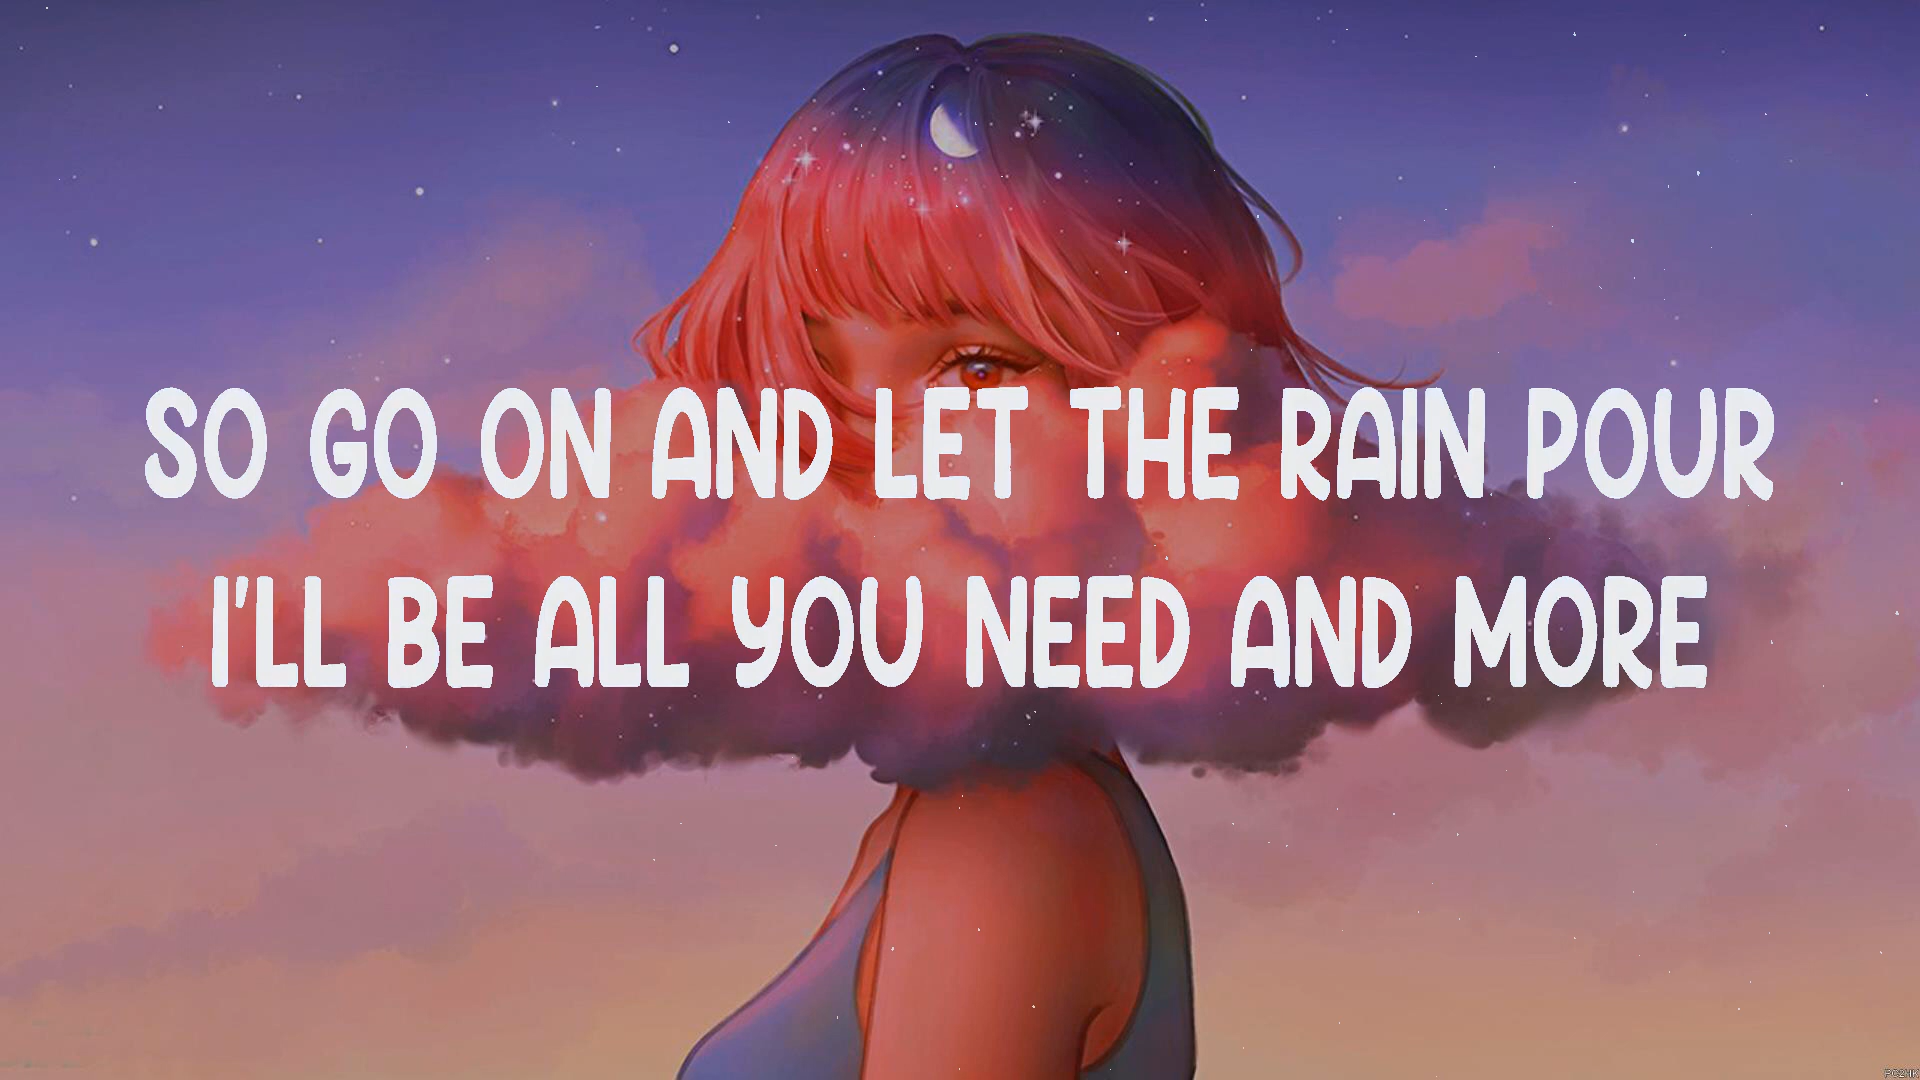 SO GO ON AND LET THE RAIN POUR
I'LL BE ALL YOU NEED AND MORE